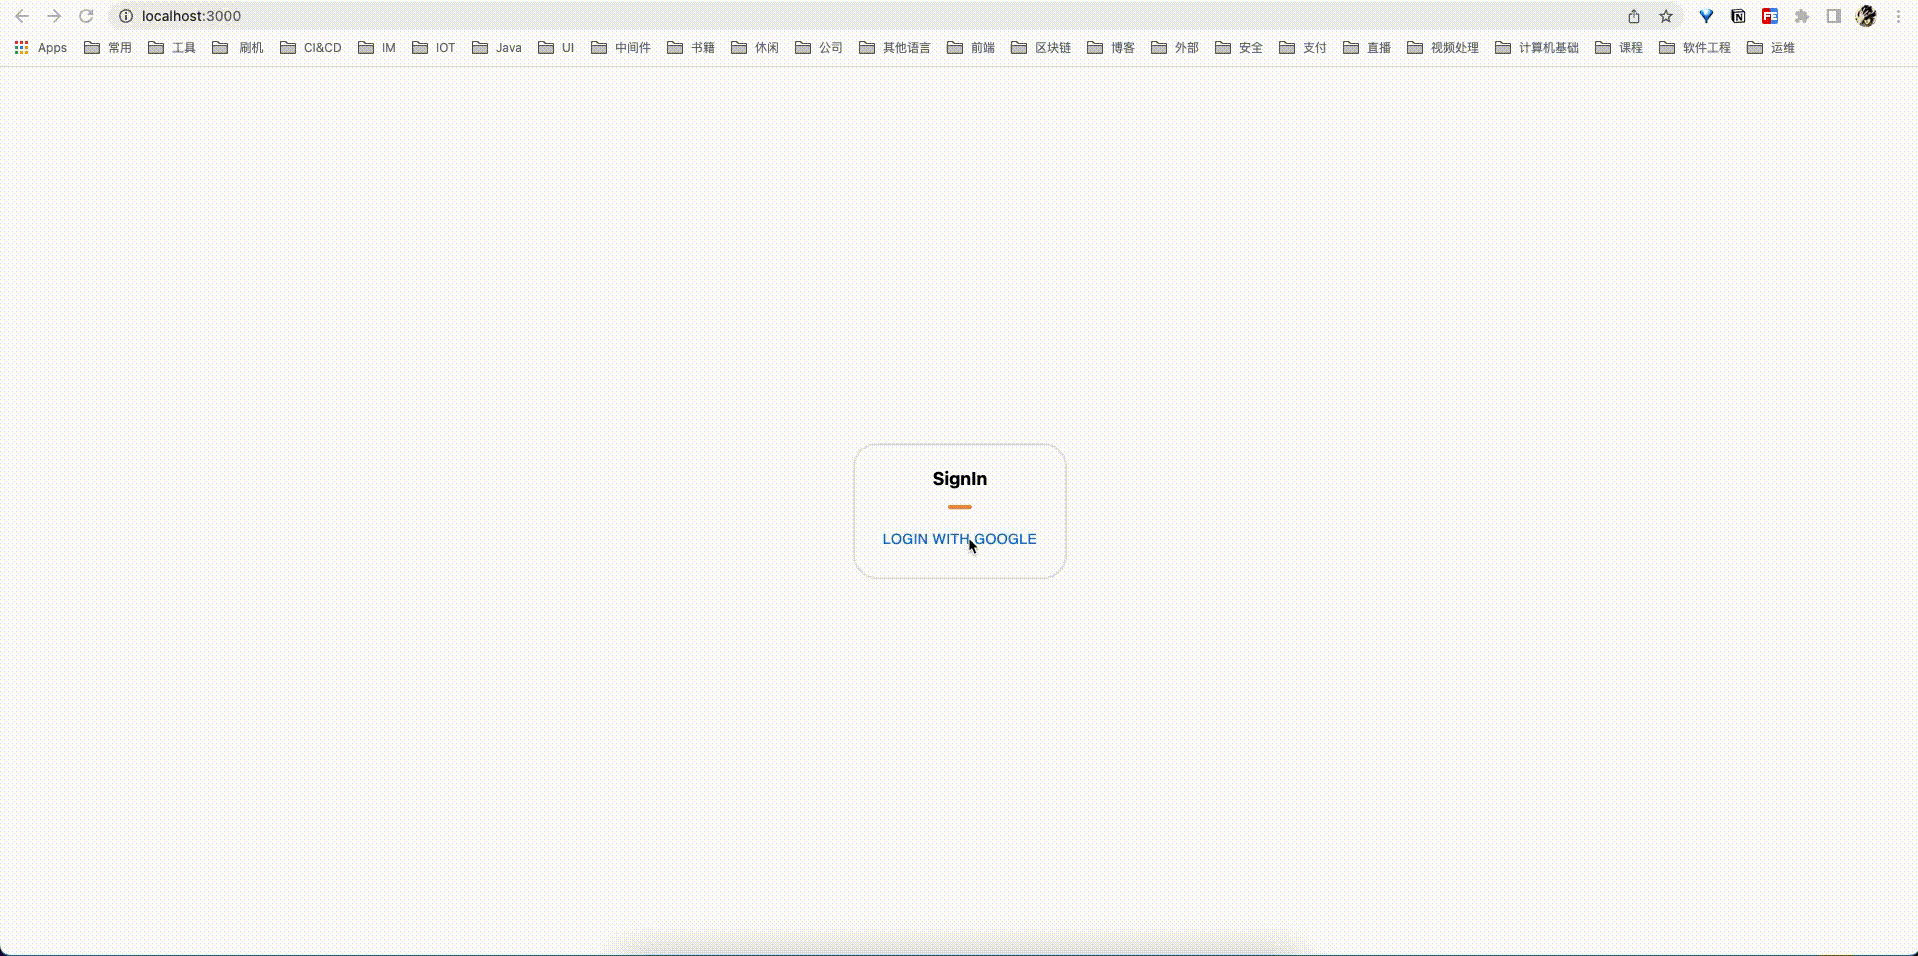 localhost:3000
Apps 常用 工具 刷机 CI&CD IM IOT Java UI 中间件 书籍 休闲 公司 其他语言 前端 区块链 博客 外部 安全 支付 直播 视频处理 计算机基础 课程 软件工程 运维
SignIn
LOGIN WITH GOOGLE